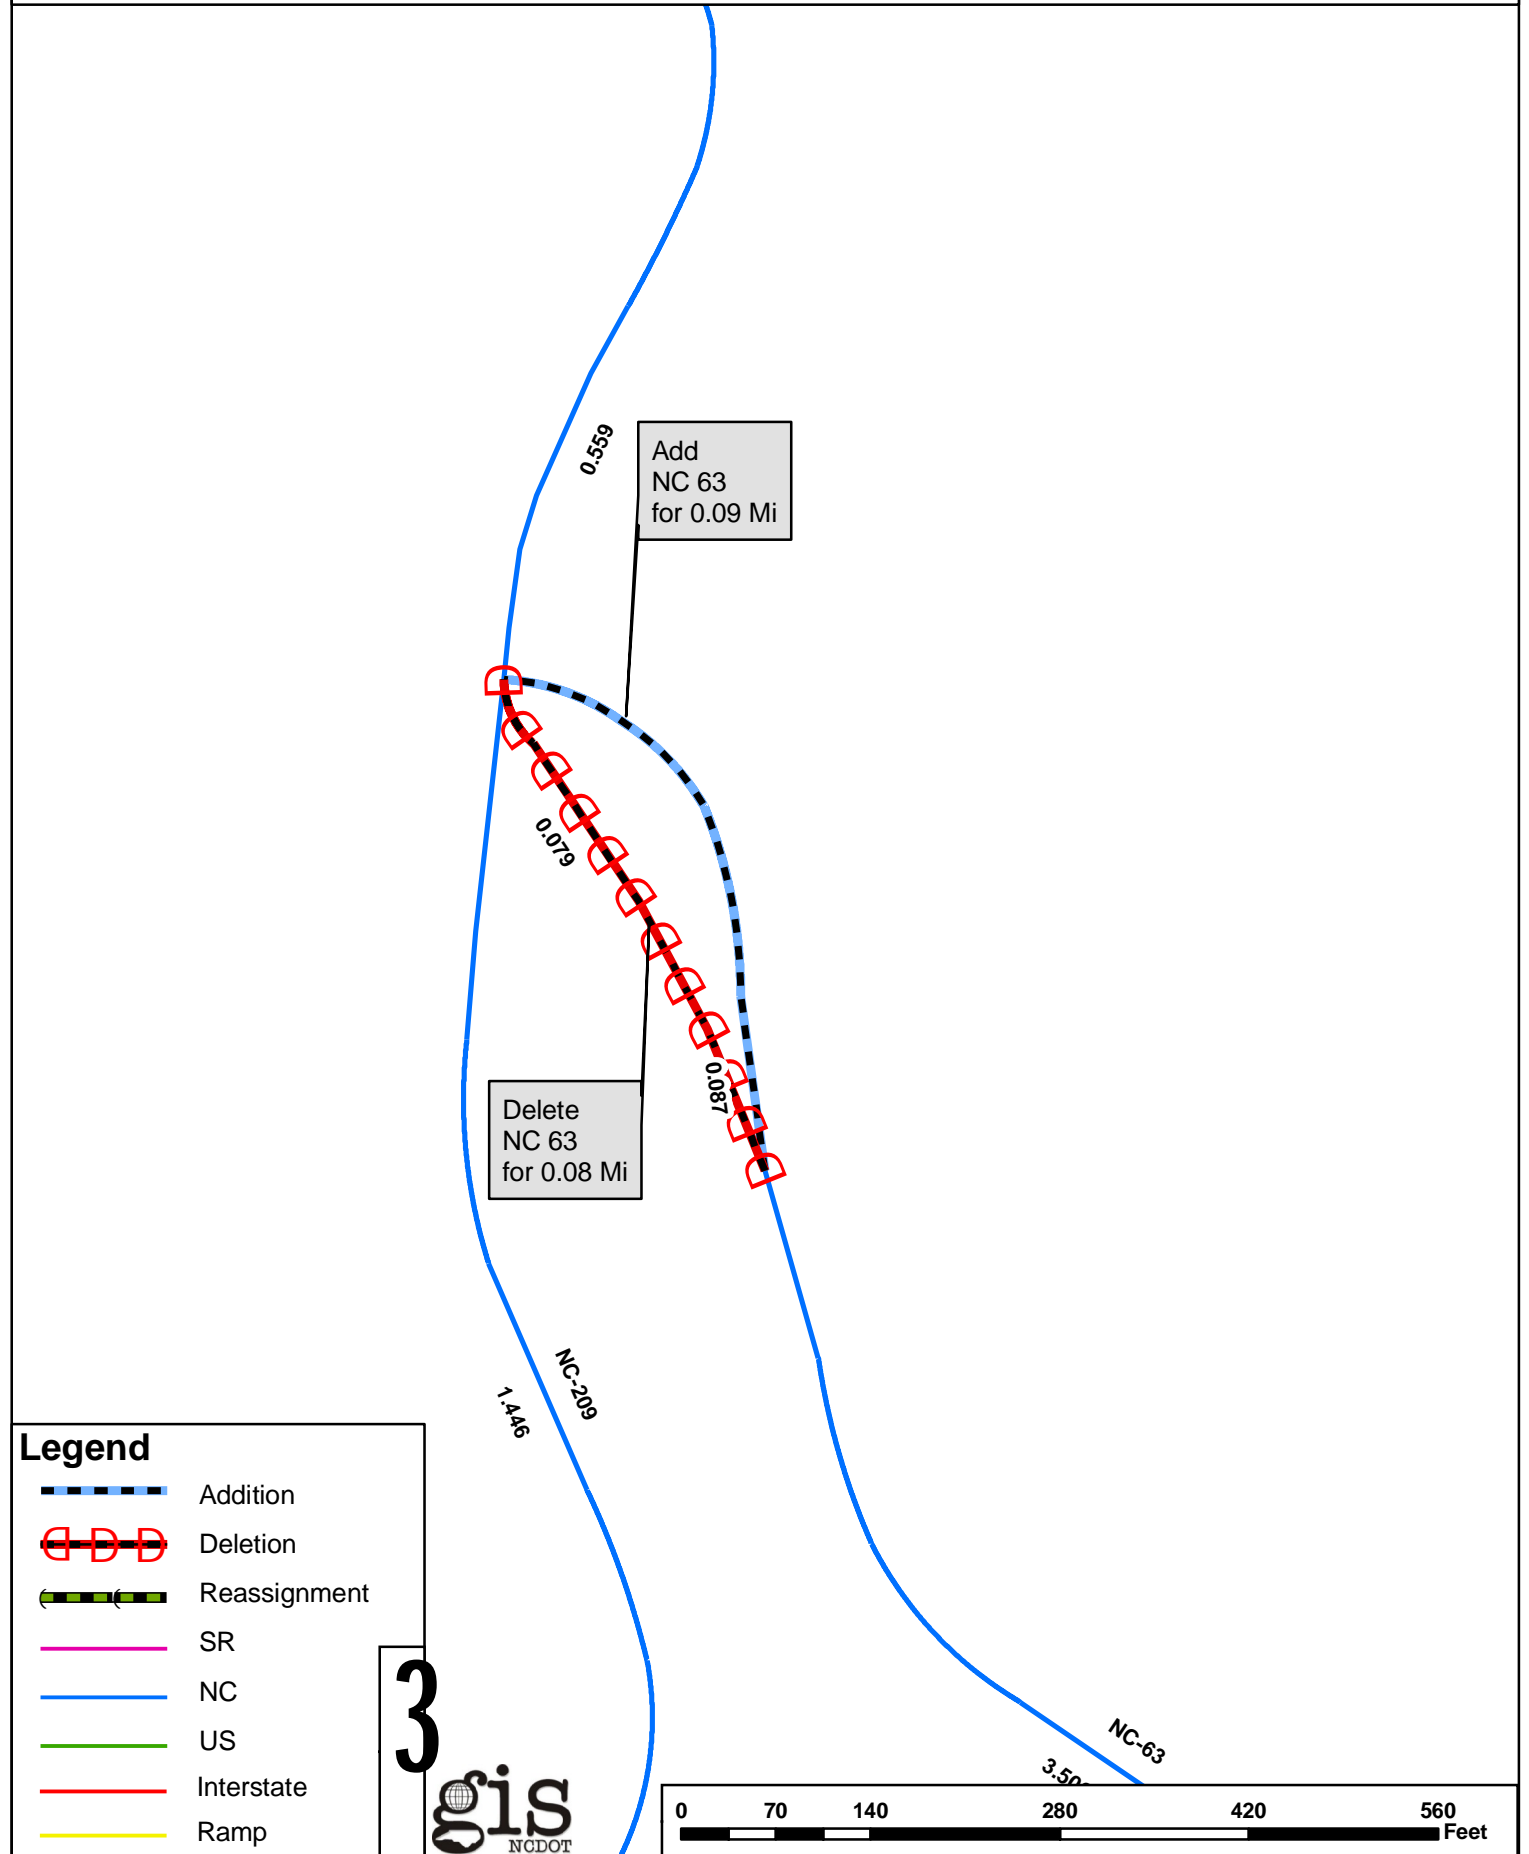 0.559
Add
NC 63
for 0.09 Mi
0.079
0.087
Delete
NC 63
for 0.08 Mi
NC-209
1.446
Legend
Addition
Deletion
Reassignment
SR
NC
US
Interstate
Ramp
3
gis
NCDOT
NC-63
0 70 140 280 420 560
Feet